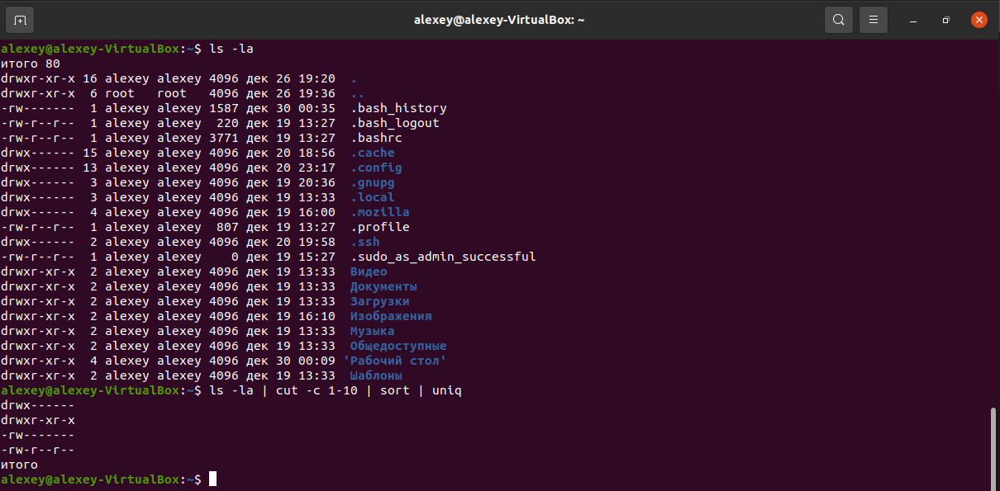 alexey@alexey-VirtualBox: ~
alexey@alexey-VirtualBox:~$ ls -la
итого 80
drwxr-xr-x 16 alexey alexey 4096 дек 26 19:20  .
drwxr-xr-x  6 root   root   4096 дек 26 19:36  ..
-rw-------  1 alexey alexey 1587 дек 30 00:35  .bash_history
-rw-r--r--  1 alexey alexey  220 дек 19 13:27  .bash_logout
-rw-r--r--  1 alexey alexey 3771 дек 19 13:27  .bashrc
drwx------ 15 alexey alexey 4096 дек 20 18:56  .cache
drwx------ 13 alexey alexey 4096 дек 20 23:17  .config
drwx------  3 alexey alexey 4096 дек 19 20:36  .gnupg
drwx------  3 alexey alexey 4096 дек 19 13:33  .local
drwx------  4 alexey alexey 4096 дек 19 16:00  .mozilla
-rw-r--r--  1 alexey alexey  807 дек 19 13:27  .profile
drwx------  2 alexey alexey 4096 дек 20 19:58  .ssh
-rw-r--r--  1 alexey alexey    0 дек 19 15:27  .sudo_as_admin_successful
drwxr-xr-x  2 alexey alexey 4096 дек 19 13:33  Видео
drwxr-xr-x  2 alexey alexey 4096 дек 19 13:33  Документы
drwxr-xr-x  2 alexey alexey 4096 дек 19 13:33  Загрузки
drwxr-xr-x  2 alexey alexey 4096 дек 19 16:10  Изображения
drwxr-xr-x  2 alexey alexey 4096 дек 19 13:33  Музыка
drwxr-xr-x  2 alexey alexey 4096 дек 19 13:33  Общедоступные
drwxr-xr-x  4 alexey alexey 4096 дек 30 00:09 'Рабочий стол'
drwxr-xr-x  2 alexey alexey 4096 дек 19 13:33  Шаблоны
alexey@alexey-VirtualBox:~$ ls -la | cut -c 1-10 | sort | uniq
drwx------
drwxr-xr-x
-rw-------
-rw-r--r--
итого
alexey@alexey-VirtualBox:~$